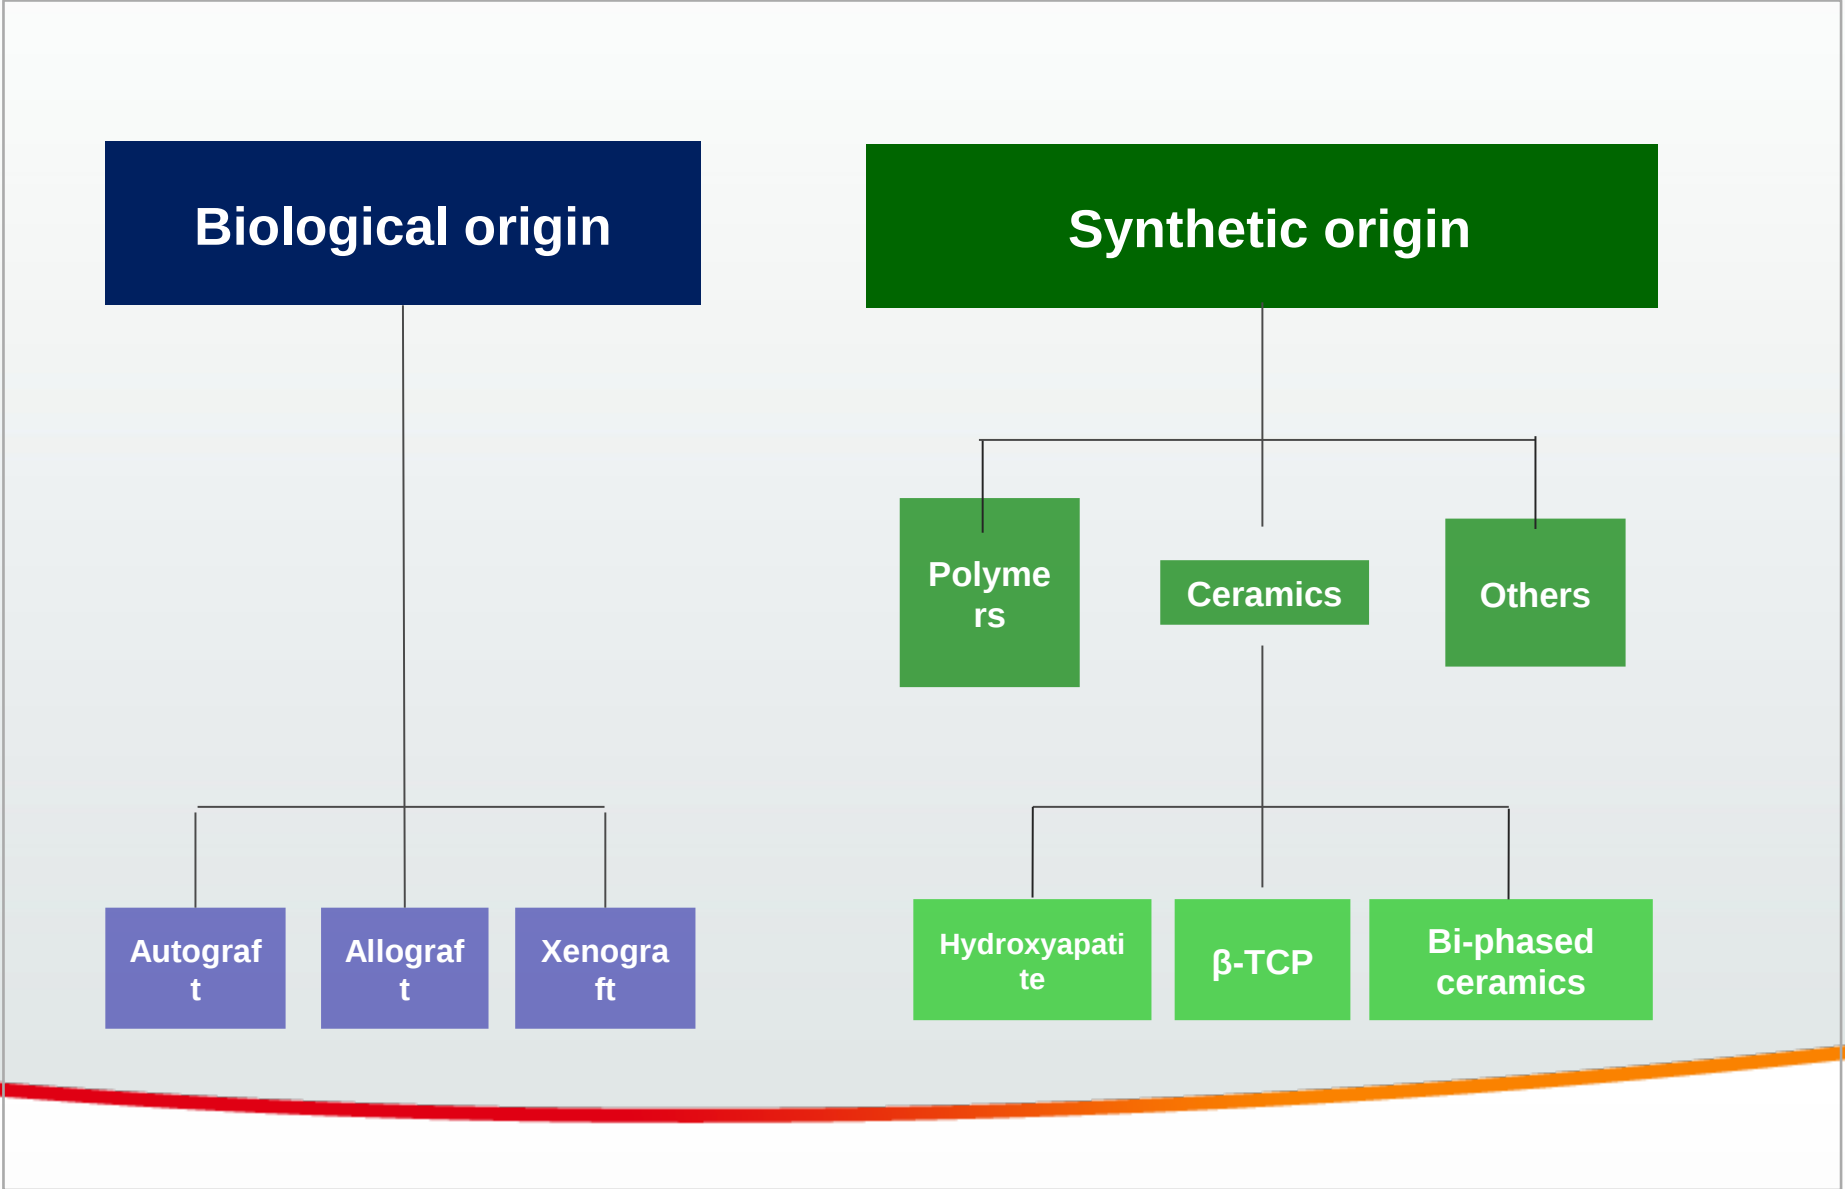 Biological origin
Synthetic origin
Polyme
rs
Ceramics
Others
Autograf
t
Allograf
t
Xenogra
ft
Hydroxyapati
te
β-TCP
Bi-phased
ceramics